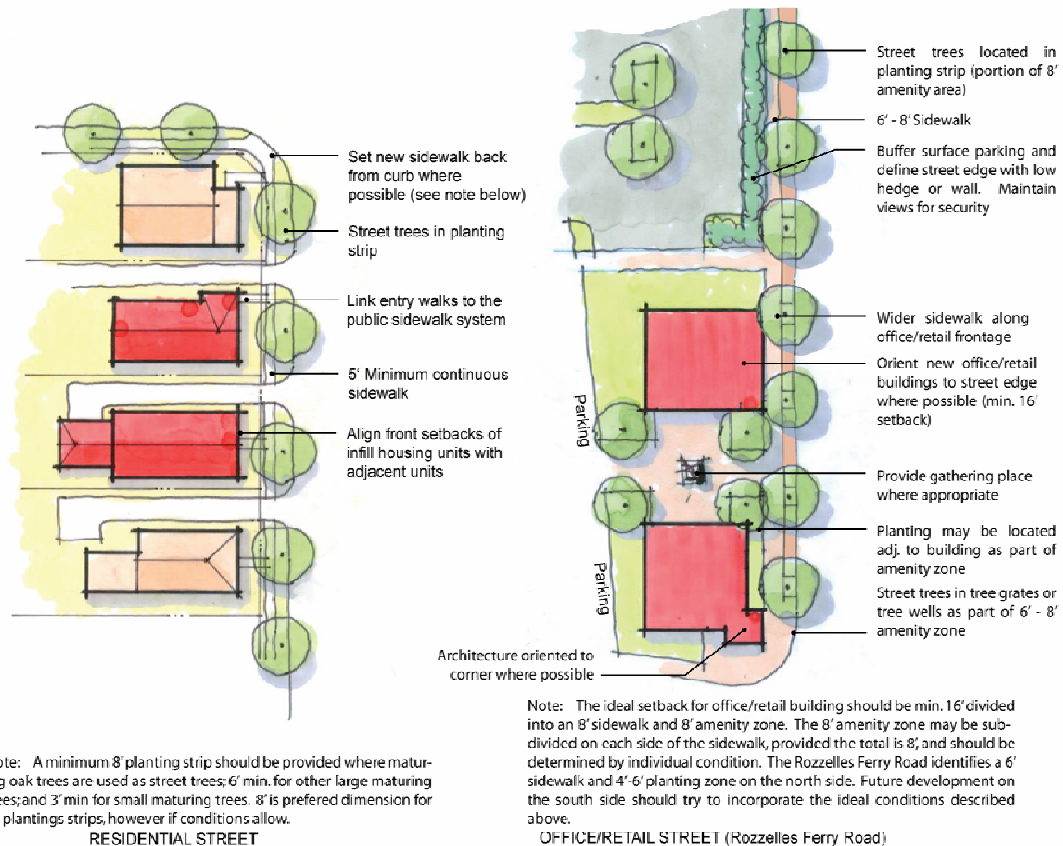 Set new sidewalk back
from curb where
possible (see note below)
Street trees in planting
strip
Link entry walks to the
public sidewalk system
5' Minimum continuous
sidewalk
Align front setbacks of
infill housing units with
adjacent units
ote: A minimum 8' planting strip should be provided where matur-
g oak trees are used as street trees; 6' min. for other large maturing
ees; and 3' min for small maturing trees. 8' is prefered dimension for
plantings strips, however if conditions allow.
RESIDENTIAL STREET
Street trees located in
planting strip (portion of 8'
amenity area)
6' - 8' Sidewalk
Buffer surface parking and
define street edge with low
hedge or wall. Maintain
views for security
Wider sidewalk along
office/retail frontage
Orient new office/retail
buildings to street edge
where possible (min. 16'
setback)
Parking
Provide gathering place
where appropriate
Planting may be located
adj. to building as part of
amenity zone
Parking
Street trees in tree grates or
tree wells as part of 6' - 8'
amenity zone
Architecture oriented to
corner where possible
Note: The ideal setback for office/retail building should be min. 16' divided
into an 8' sidewalk and 8' amenity zone. The 8' amenity zone may be sub-
divided on each side of the sidewalk, provided the total is 8', and should be
determined by individual condition. The Rozzelles Ferry Road identifies a 6'
sidewalk and 4'-6' planting zone on the north side. Future development on
the south side should try to incorporate the ideal conditions described
above.
OFFICE/RETAIL STREET (Rozzelles Ferry Road)